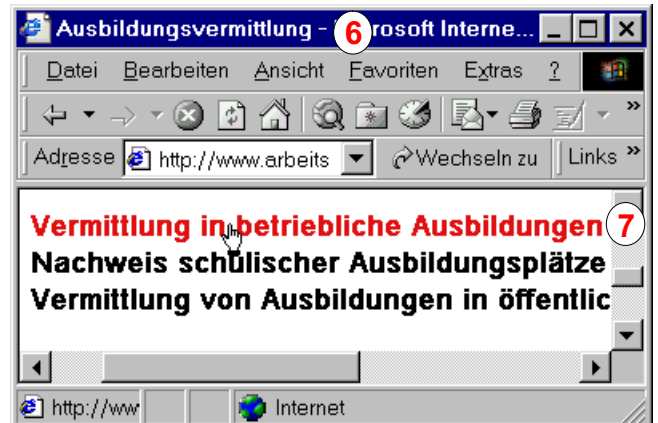 Ausbildungsvermittlung - 6 rosoft Interne...
Datei Bearbeiten Ansicht Favoriten Extras ?
»
Adresse http://www.arbeits Wechseln zu Links »
Vermittlung in betriebliche Ausbildungen 7
Nachweis schulischer Ausbildungsplätze
Vermittlung von Ausbildungen in öffentlic
http://ww Internet